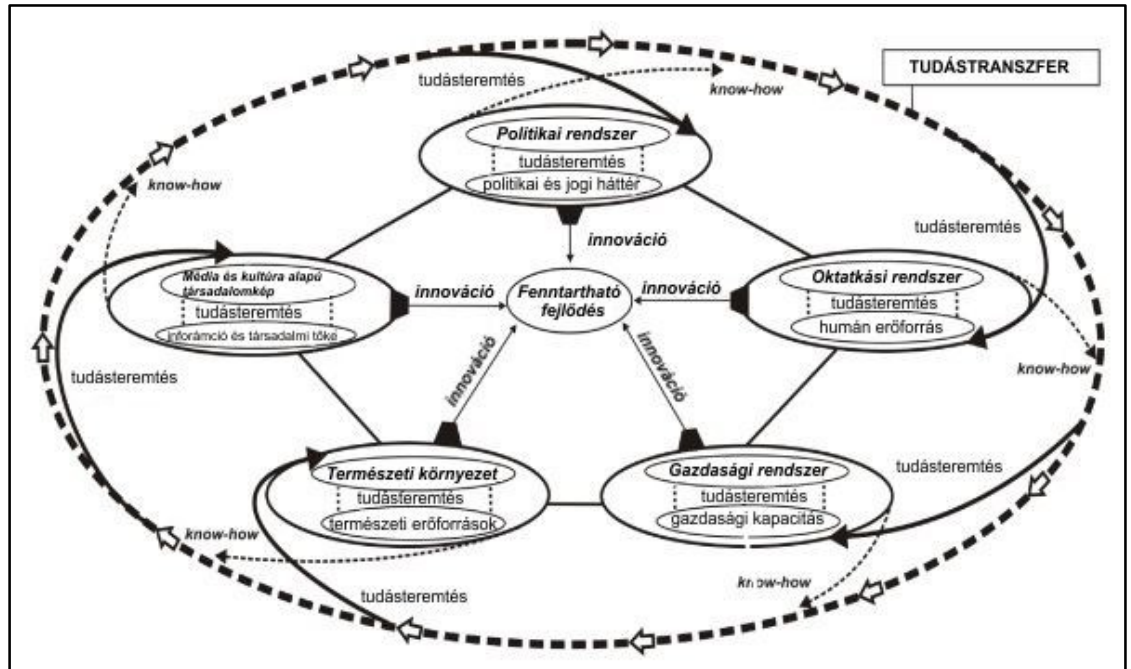 TUDÁSTRANSZFER
tudásteremtés
know-how
Politikai rendszer
tudásteremtés
politikai és jogi háttér
know-how
innováció
tudásteremtés
Média és kultúra alapú
társadalomkép
tudásteremtés
inforámció és társadalmi tőke
innováció
Fenntartható
fejlődés
innováció
Oktatkási rendszer
tudásteremtés
humán erőforrás
know-how
tudásteremtés
innováció
innováció
Természeti környezet
tudásteremtés
természeti erőforrások
Gazdasági rendszer
tudásteremtés
gazdasági kapacitás
tudásteremtés
know-how
know-how
tudásteremtés